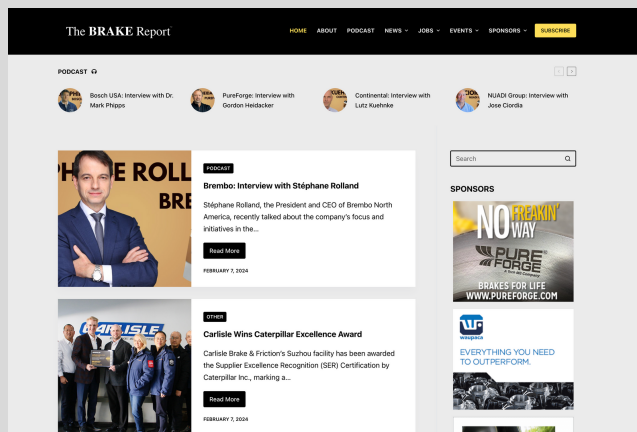 The BRAKE Report
HOME ABOUT PODCAST NEWS JOBS EVENTS SPONSORS SUBSCRIBE
PODCAST
Bosch USA: Interview with Dr.
Mark Phipps
PureForge: Interview with
Gordon Heidacker
Continental: Interview with
Lutz Kuehnke
NUADI Group: Interview with
Jose Ciordia
PODCAST
Brembo: Interview with Stéphane Rolland
Stéphane Rolland, the President and CEO of Brembo North
America, recently talked about the company's focus and
initiatives in the...
Read More
FEBRUARY 7, 2024
CARLISLE
OTHER
Carlisle Wins Caterpillar Excellence Award
Carlisle Brake & Friction's Suzhou facility has been awarded
the Supplier Excellence Recognition (SER) Certification by
Caterpillar Inc., marking a...
Read More
FEBRUARY 7, 2024
Search
SPONSORS
NO FREAKIN'
WAY
PURE
FORGE
BRAKES FOR LIFE
WWW.PUREFORGE.COM
waupaca
EVERYTHING YOU NEED
TO OUTPERFORM.